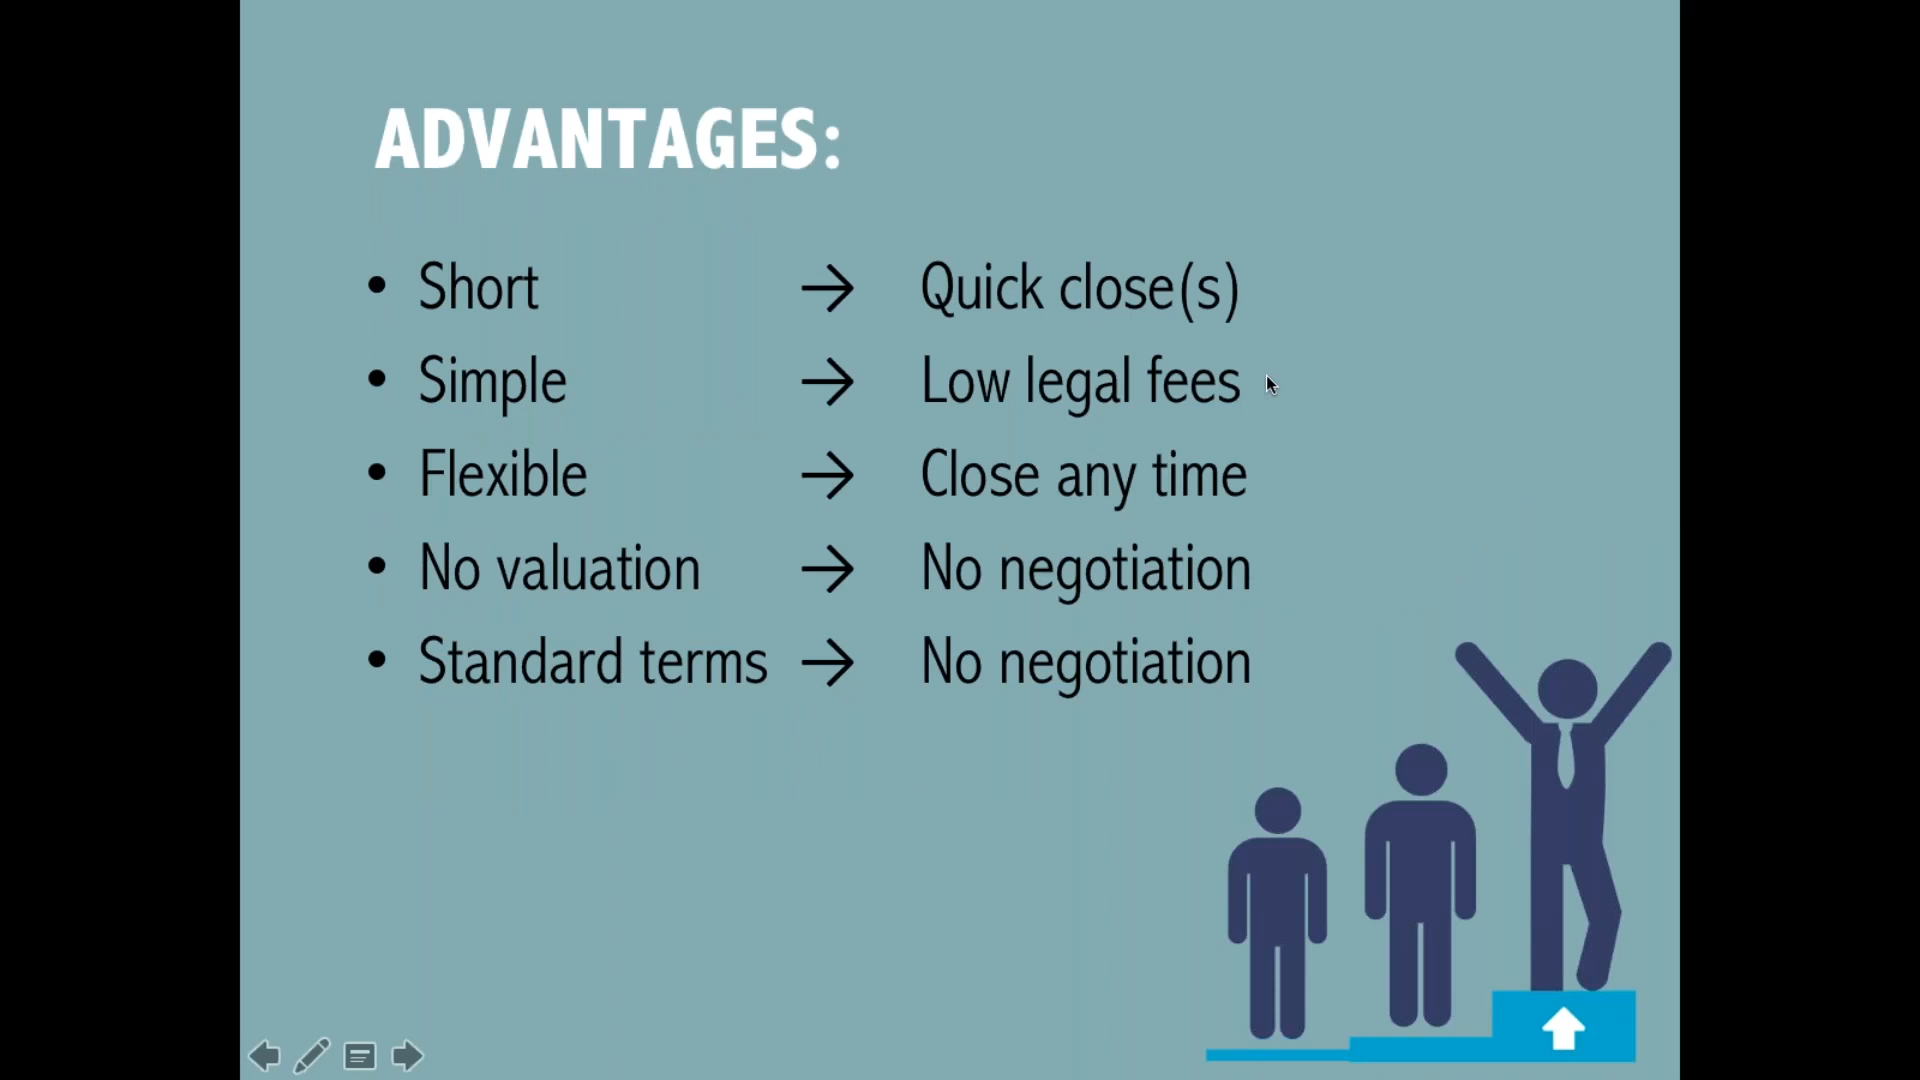 ADVANTAGES:
• Short → Quick close(s)
• Simple → Low legal fees
• Flexible → Close any time
• No valuation → No negotiation
• Standard terms → No negotiation